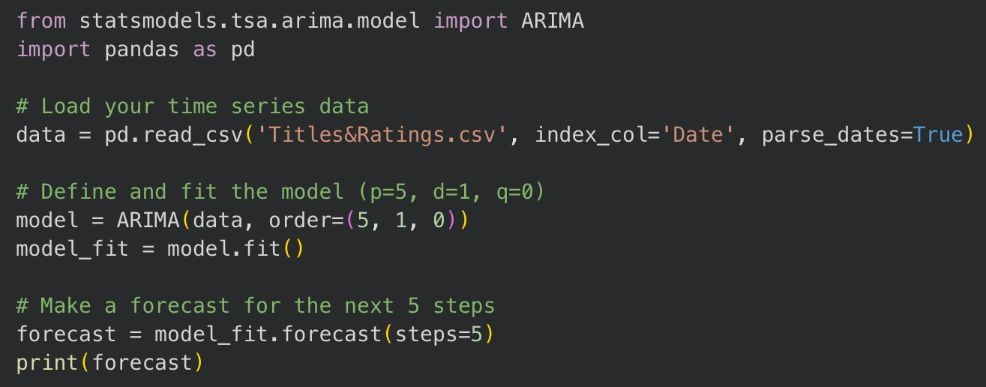 from statsmodels.tsa.arima.model import ARIMA
import pandas as pd
# Load your time series data
data = pd.read_csv('Titles&Ratings.csv', index_col='Date', parse_dates=True)
# Define and fit the model (p=5, d=1, q=0)
model = ARIMA(data, order=(5, 1, 0))
model_fit = model.fit()
# Make a forecast for the next 5 steps
forecast = model_fit.forecast(steps=5)
print(forecast)